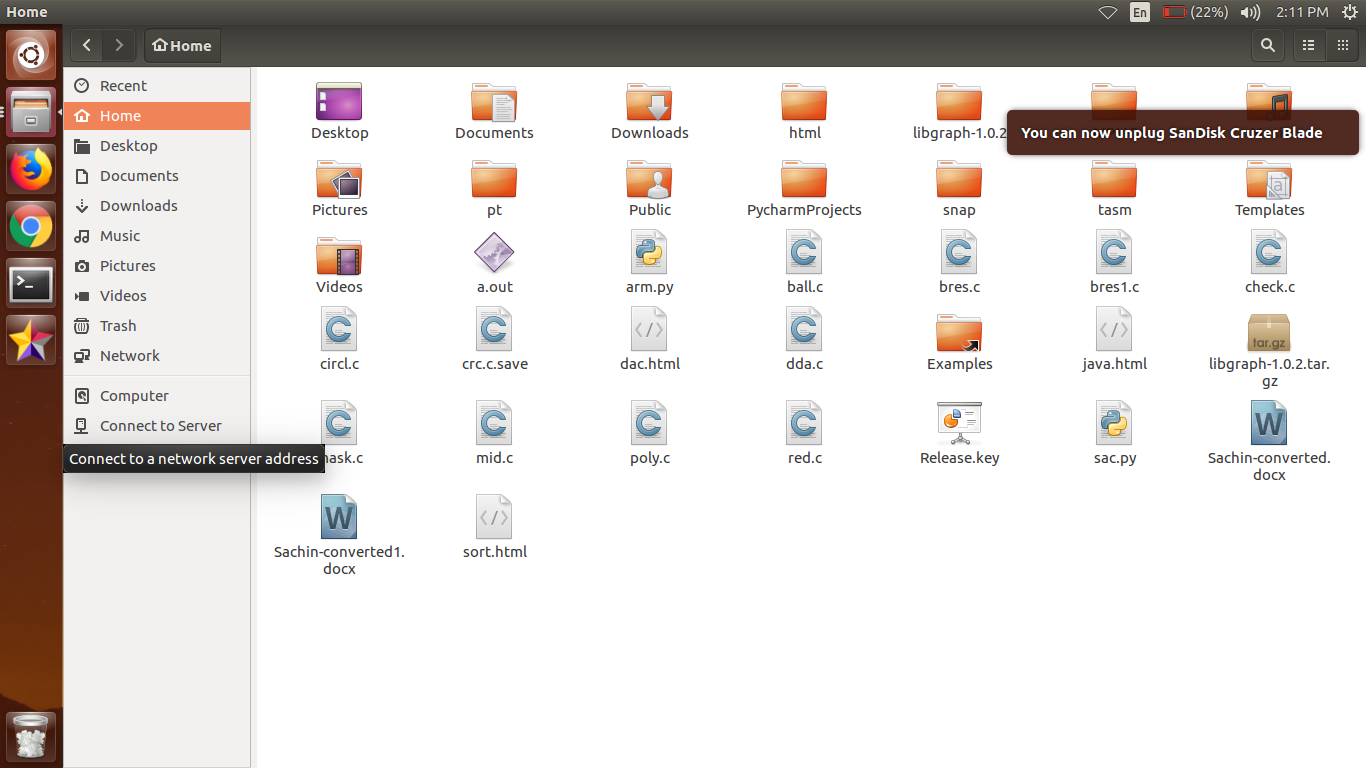 Home
En
(22%)
2:11 PM
Home
Recent
Home
Desktop
Documents
Downloads
Music
Pictures
Videos
Trash
Network
Computer
Connect to Server
Connect to a network server address
Desktop
Documents
Downloads
html
libgraph-1.0.2
You can now unplug SanDisk Cruzer Blade
Pictures
pt
Public
PycharmProjects
snap
tasm
Templates
Videos
a.out
arm.py
ball.c
bres.c
bres1.c
check.c
circl.c
crc.c.save
dac.html
dda.c
Examples
java.html
tar.gz
libgraph-1.0.2.tar.
gz
mask.c
mid.c
poly.c
red.c
Release.key
sac.py
W
Sachin-converted.
docx
W
Sachin-converted1.
docx
sort.html